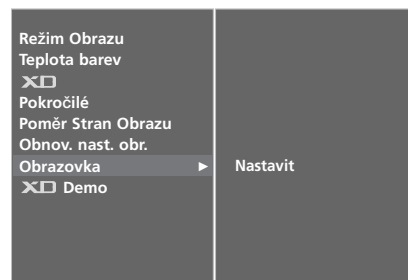 Režim Obrazu
Teplota barev
XD
Pokročilé
Poměr Stran Obrazu
Obnov. nast. obr.
Obrazovka ► Nastavit
XD Demo